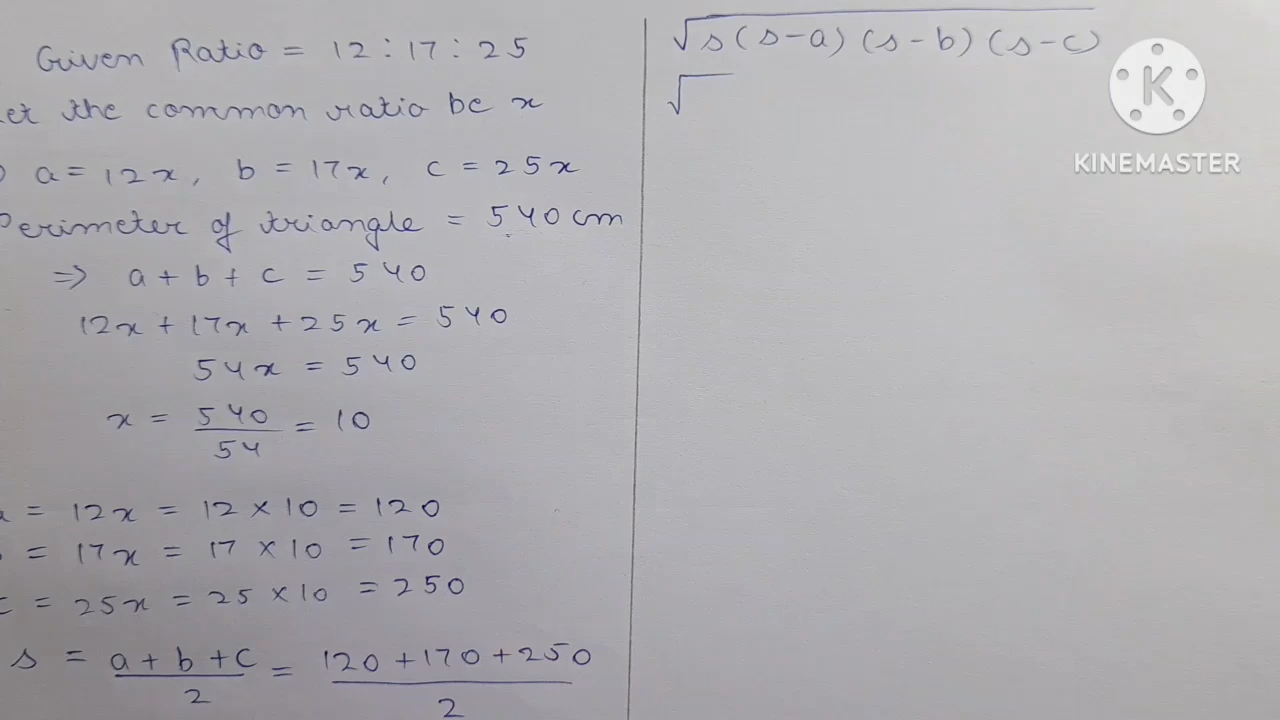 Given Ratio = 12 : 17 : 25
et the common ratio be x
a = 12x, b = 17x, c = 25x
Perimeter of triangle = 540 cm
⇒ a + b + c = 540
12x + 17x + 25x = 540
54x = 540
x = 540/54 = 10
= 12x = 12 × 10 = 120
= 17x = 17 × 10 = 170
c = 25x = 25 × 10 = 250
s = a + b + c / 2 = 120 + 170 + 250 / 2
√s(s-a)(s-b)(s-c)
√
K
KINEMASTER